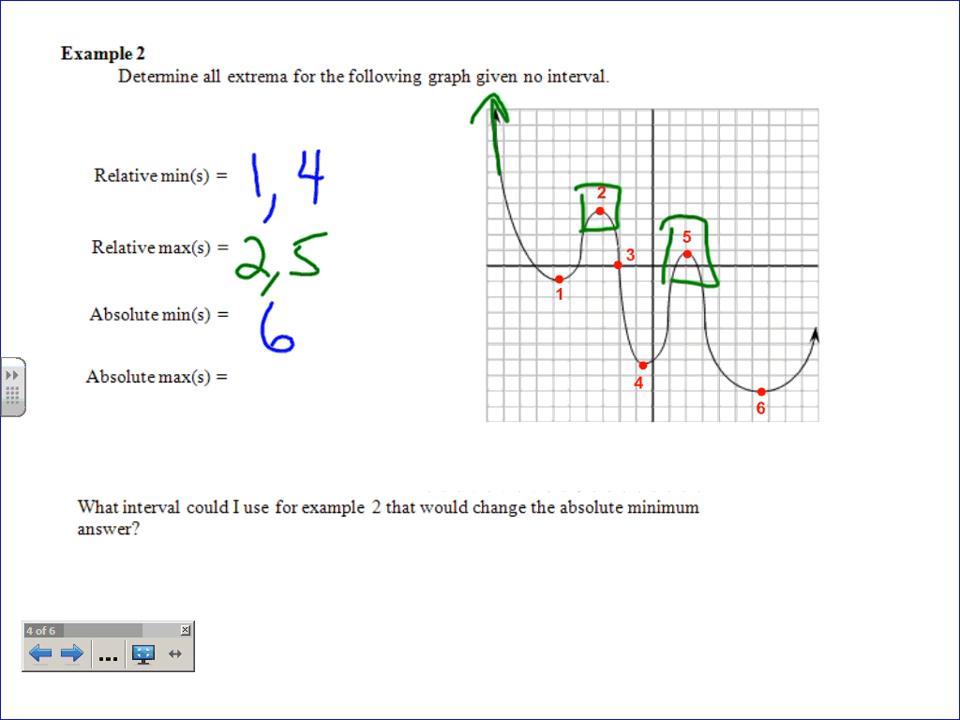 Example 2
Determine all extrema for the following graph given no interval.
Relative min(s) = 1, 4
Relative max(s) = 2, 5
Absolute min(s) = 6
Absolute max(s) =
2
5
3
1
4
6
What interval could I use for example 2 that would change the absolute minimum
answer?
4 of 6
...